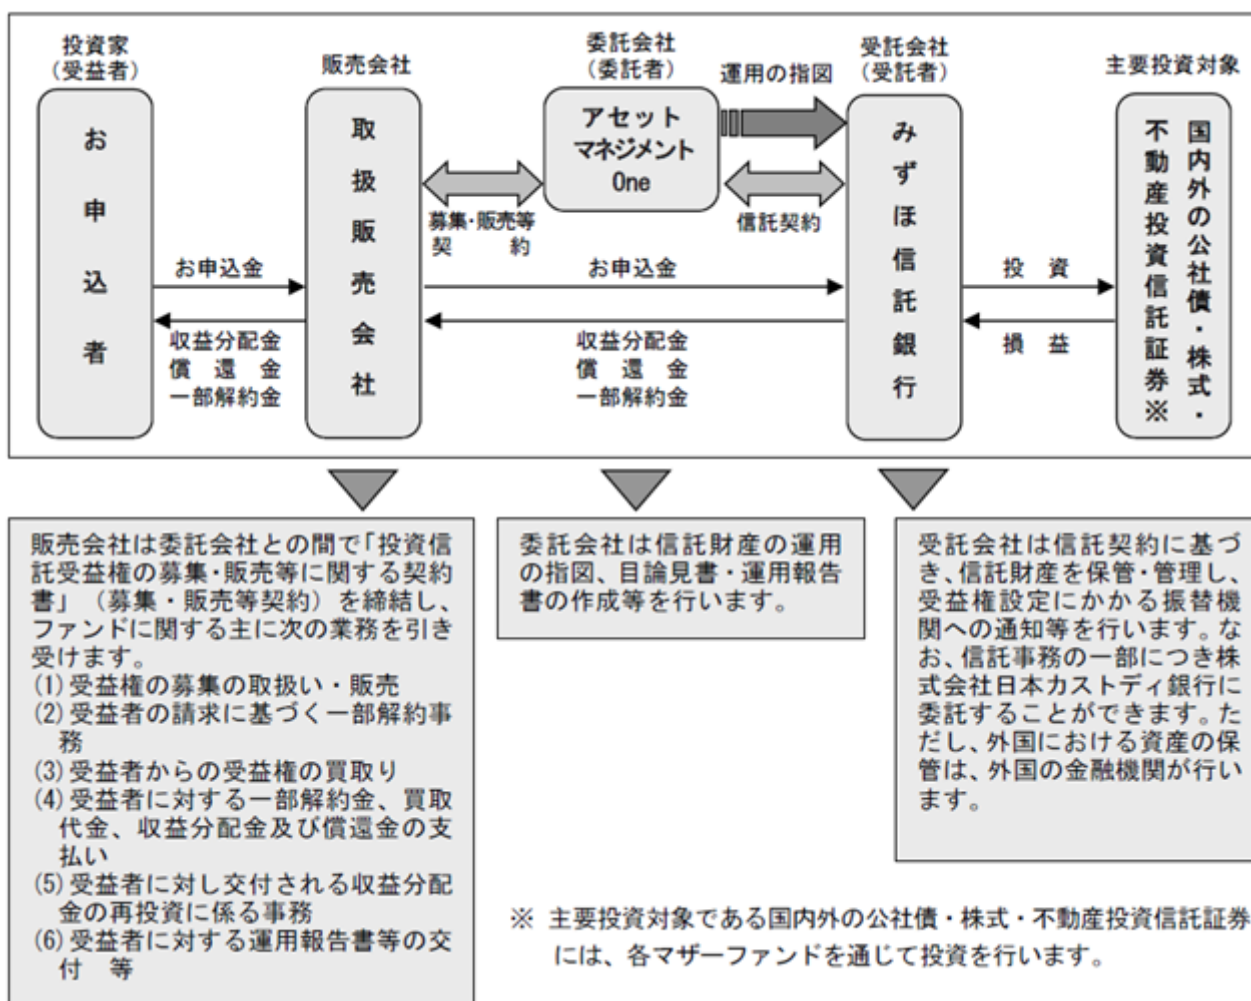 投資家
（受益者）
お申込者
販売会社
取扱販売会社
委託会社
（委託者）
アセット
マネジメント
One
運用の指図
受託会社
（受託者）
みずほ信託銀行
主要投資対象
国内外の公社債・株式・
不動産投資信託証券※
募集・販売等
契約
信託契約
お申込金
収益分配金
償還金
一部解約金
お申込金
収益分配金
償還金
一部解約金
投資
損益
販売会社は委託会社との間で「投資信
託受益権の募集・販売等に関する契約
書」（募集・販売等契約）を締結し、
ファンドに関する主に次の業務を引き
受けます。
(1)受益権の募集の取扱い・販売
(2)受益者の請求に基づく一部解約事
務
(3)受益者からの受益権の買取り
(4)受益者に対する一部解約金、買取
代金、収益分配金及び償還金の支
払い
(5)受益者に対し交付される収益分配
金の再投資に係る事務
(6)受益者に対する運用報告書等の交
付　等
委託会社は信託財産の運用
の指図、目論見書・運用報告
書の作成等を行います。
受託会社は信託契約に基づ
き、信託財産を保管・管理し、
受益権設定にかかる振替機
関への通知等を行います。な
お、信託事務の一部につき株
式会社日本カストディ銀行に
委託することができます。た
だし、外国における資産の保
管は、外国の金融機関が行い
ます。
※ 主要投資対象である国内外の公社債・株式・不動産投資信託証券
には、各マザーファンドを通じて投資を行います。